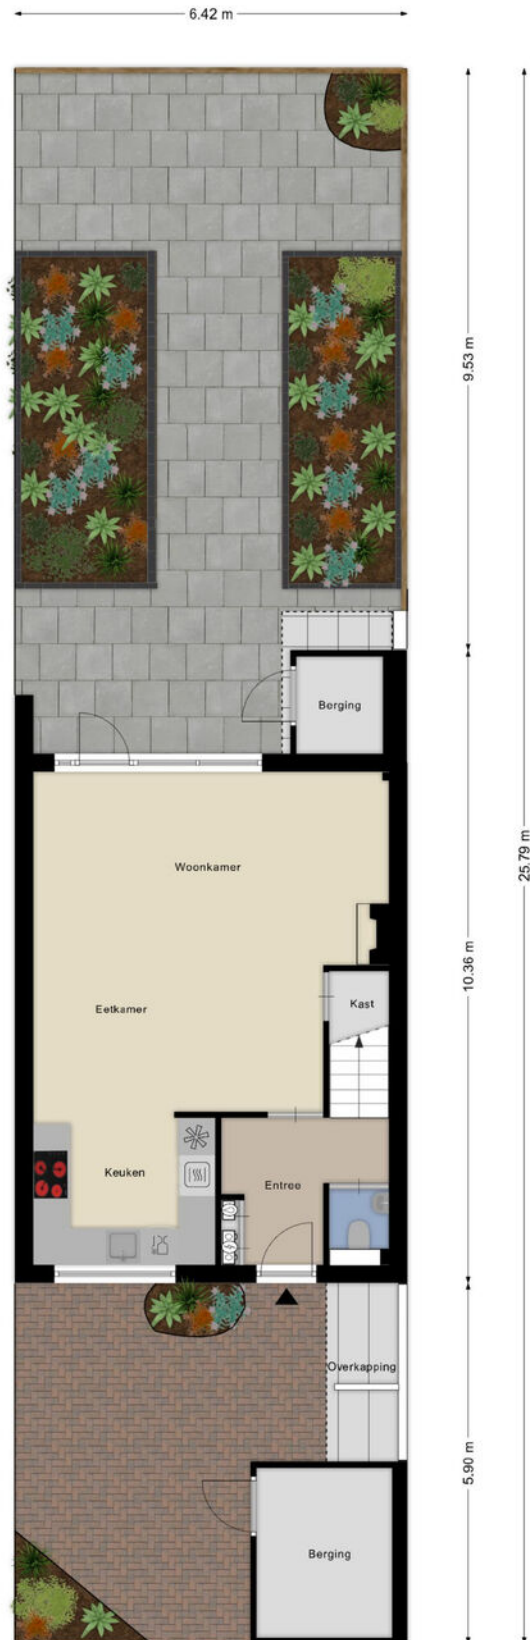 6.42 m
9.53 m
Berging
Woonkamer
25.79 m
10.36 m
Kast
Eetkamer
Keuken
Entree
Overkapping
5.90 m
Berging